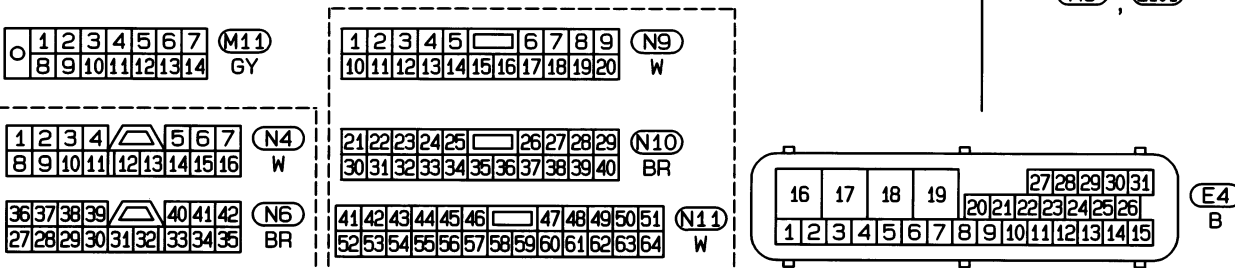 1 2 3 4 5 6 7 M11
8 9 10 11 12 13 14 GY
1 2 3 4 5 6 7 N4
8 9 10 11 12 13 14 15 16 W
36 37 38 39 40 41 42 N6
27 28 29 30 31 32 33 34 35 BR
1 2 3 4 5 6 7 8 9 N9
10 11 12 13 14 15 16 17 18 19 20 W
21 22 23 24 25 26 27 28 29 N10
30 31 32 33 34 35 36 37 38 39 40 BR
41 42 43 44 45 46 47 48 49 50 51 N11
52 53 54 55 56 57 58 59 60 61 62 63 64 W
27 28 29 30 31
16 17 18 19
20 21 22 23 24 25 26
1 2 3 4 5 6 7 8 9 10 11 12 13 14 15
E4
B